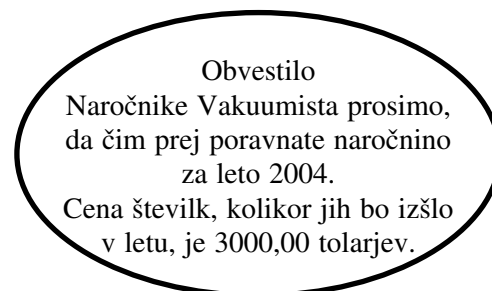 Obvestilo
Naročnike Vakuumista prosimo,
da čim prej poravnate naročnino
za leto 2004.
Cena številk, kolikor jih bo izšlo
v letu, je 3000,00 tolarjev.